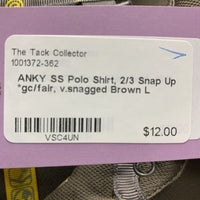 The Tack Collector
1001372-362
ANKY SS Polo Shirt, 2/3 Snap Up
*gc/fair, v.snagged Brown L
VSC4UN
$12.00